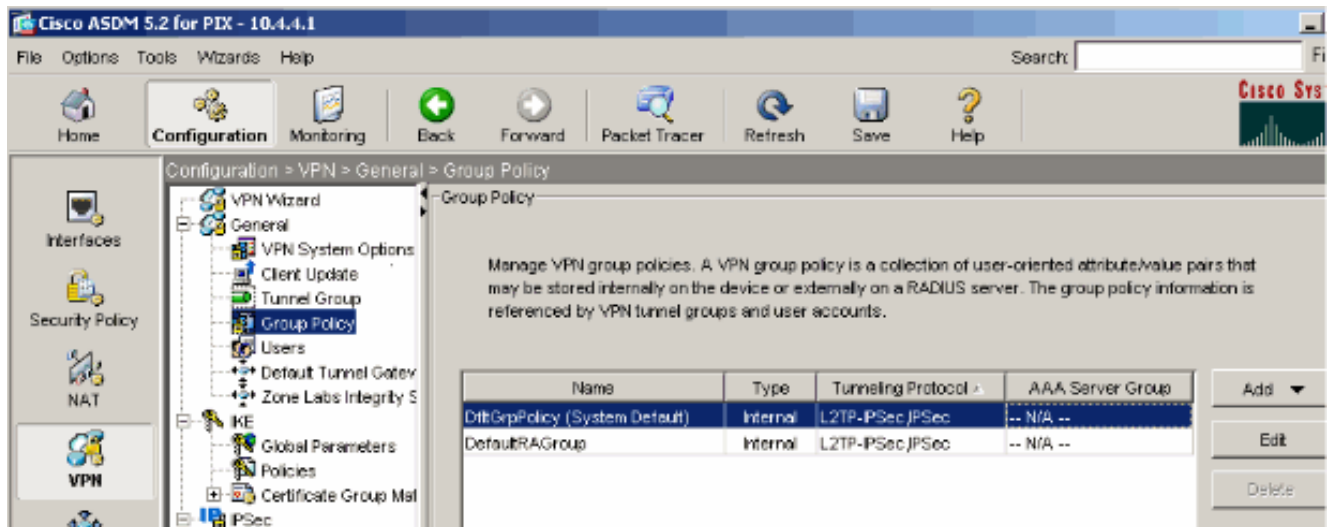 Cisco ASDM 5.2 for PIX - 10.4.4.1
File Options Tools Wizards Help Search: Fi
Home Configuration Monitoring Back Forward Packet Tracer Refresh Save Help
Cisco Sys
Configuration > VPN > General > Group Policy
Interfaces
Security Policy
NAT
VPN
VPN Wizard
General
VPN System Options
Client Update
Tunnel Group
Group Policy
Users
Default Tunnel Gatev
Zone Labs Integrity S
IKE
Global Parameters
Policies
Certificate Group Mat
IPSec
Group Policy
Manage VPN group policies. A VPN group policy is a collection of user-oriented attribute/value pairs that
may be stored internally on the device or externally on a RADIUS server. The group policy information is
referenced by VPN tunnel groups and user accounts.
Name Type Tunneling Protocol AAA Server Group
DfltGrpPolicy (System Default) Internal L2TP-IPSec,IPSec -- N/A --
DefaultRAGroup Internal L2TP-IPSec,IPSec -- N/A --
Add
Edit
Delete